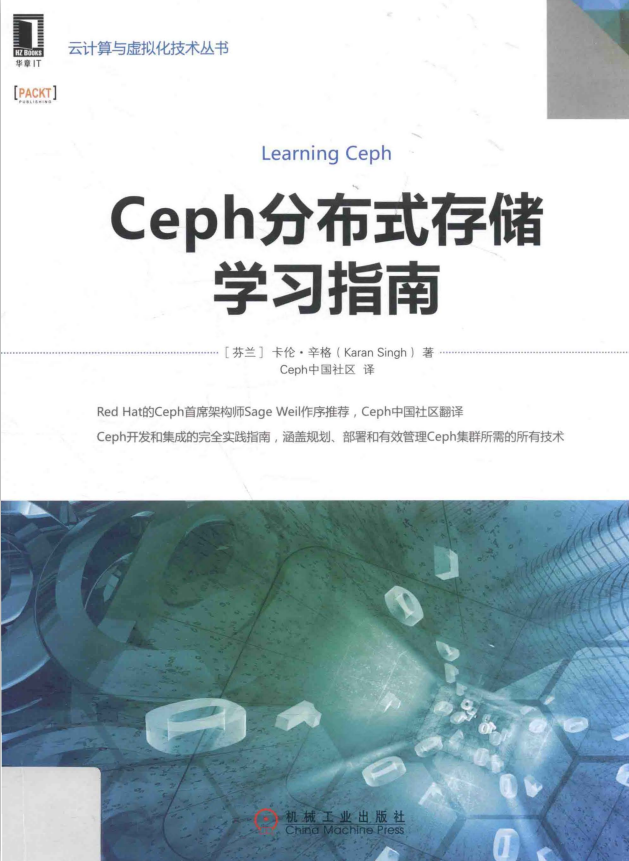 HZ BOOKS
华章IT
云计算与虚拟化技术丛书
[PACKT]
PUBLISHING
Learning Ceph
Ceph分布式存储
学习指南
[芬兰] 卡伦·辛格(Karan Singh) 著
Ceph中国社区 译
Red Hat的Ceph首席架构师Sage Weil作序推荐,Ceph中国社区翻译
Ceph开发和集成的完全实践指南,涵盖规划、部署和有效管理Ceph集群所需的所有技术
机械工业出版社
China Machine Press